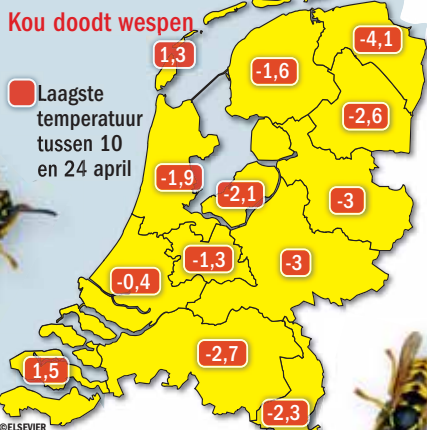 Kou doodt wespen
Laagste
temperatuur
tussen 10
en 24 april
1,3
-4,1
-1,6
-2,6
-1,9
-2,1
-3
-1,3
-3
-0,4
-2,7
1,5
-2,3
©ELSEVIER